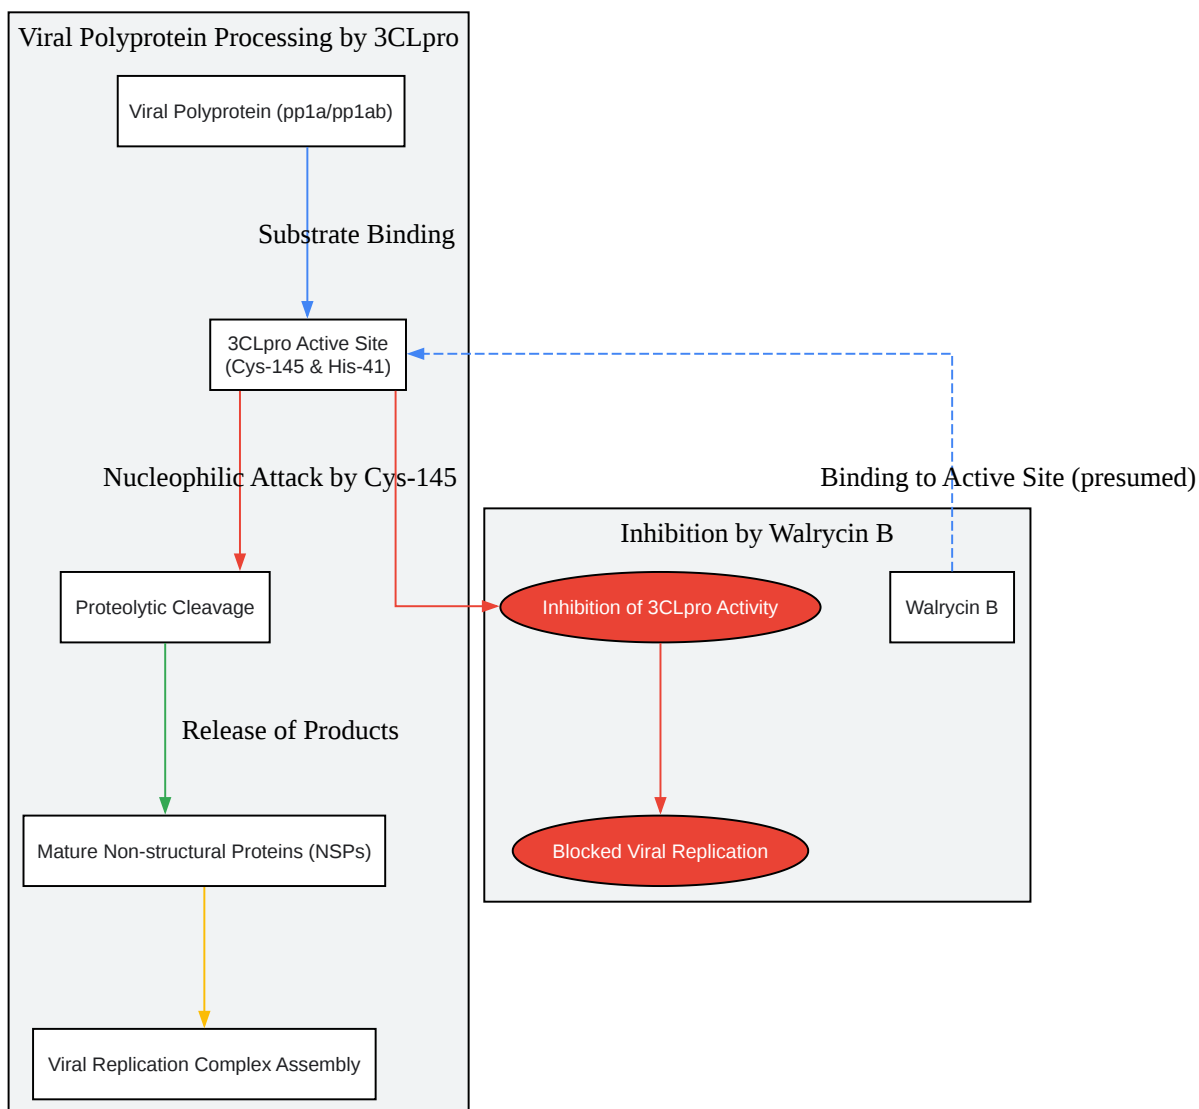 Viral Polyprotein Processing by 3CLpro
Viral Polyprotein (pp1a/pp1ab)
Substrate Binding
3CLpro Active Site
(Cys-145 & His-41)
Nucleophilic Attack by Cys-145
Binding to Active Site (presumed)
Inhibition by Walrycin B
Proteolytic Cleavage
Inhibition of 3CLpro Activity
Walrycin B
Release of Products
Mature Non-structural Proteins (NSPs)
Blocked Viral Replication
Viral Replication Complex Assembly